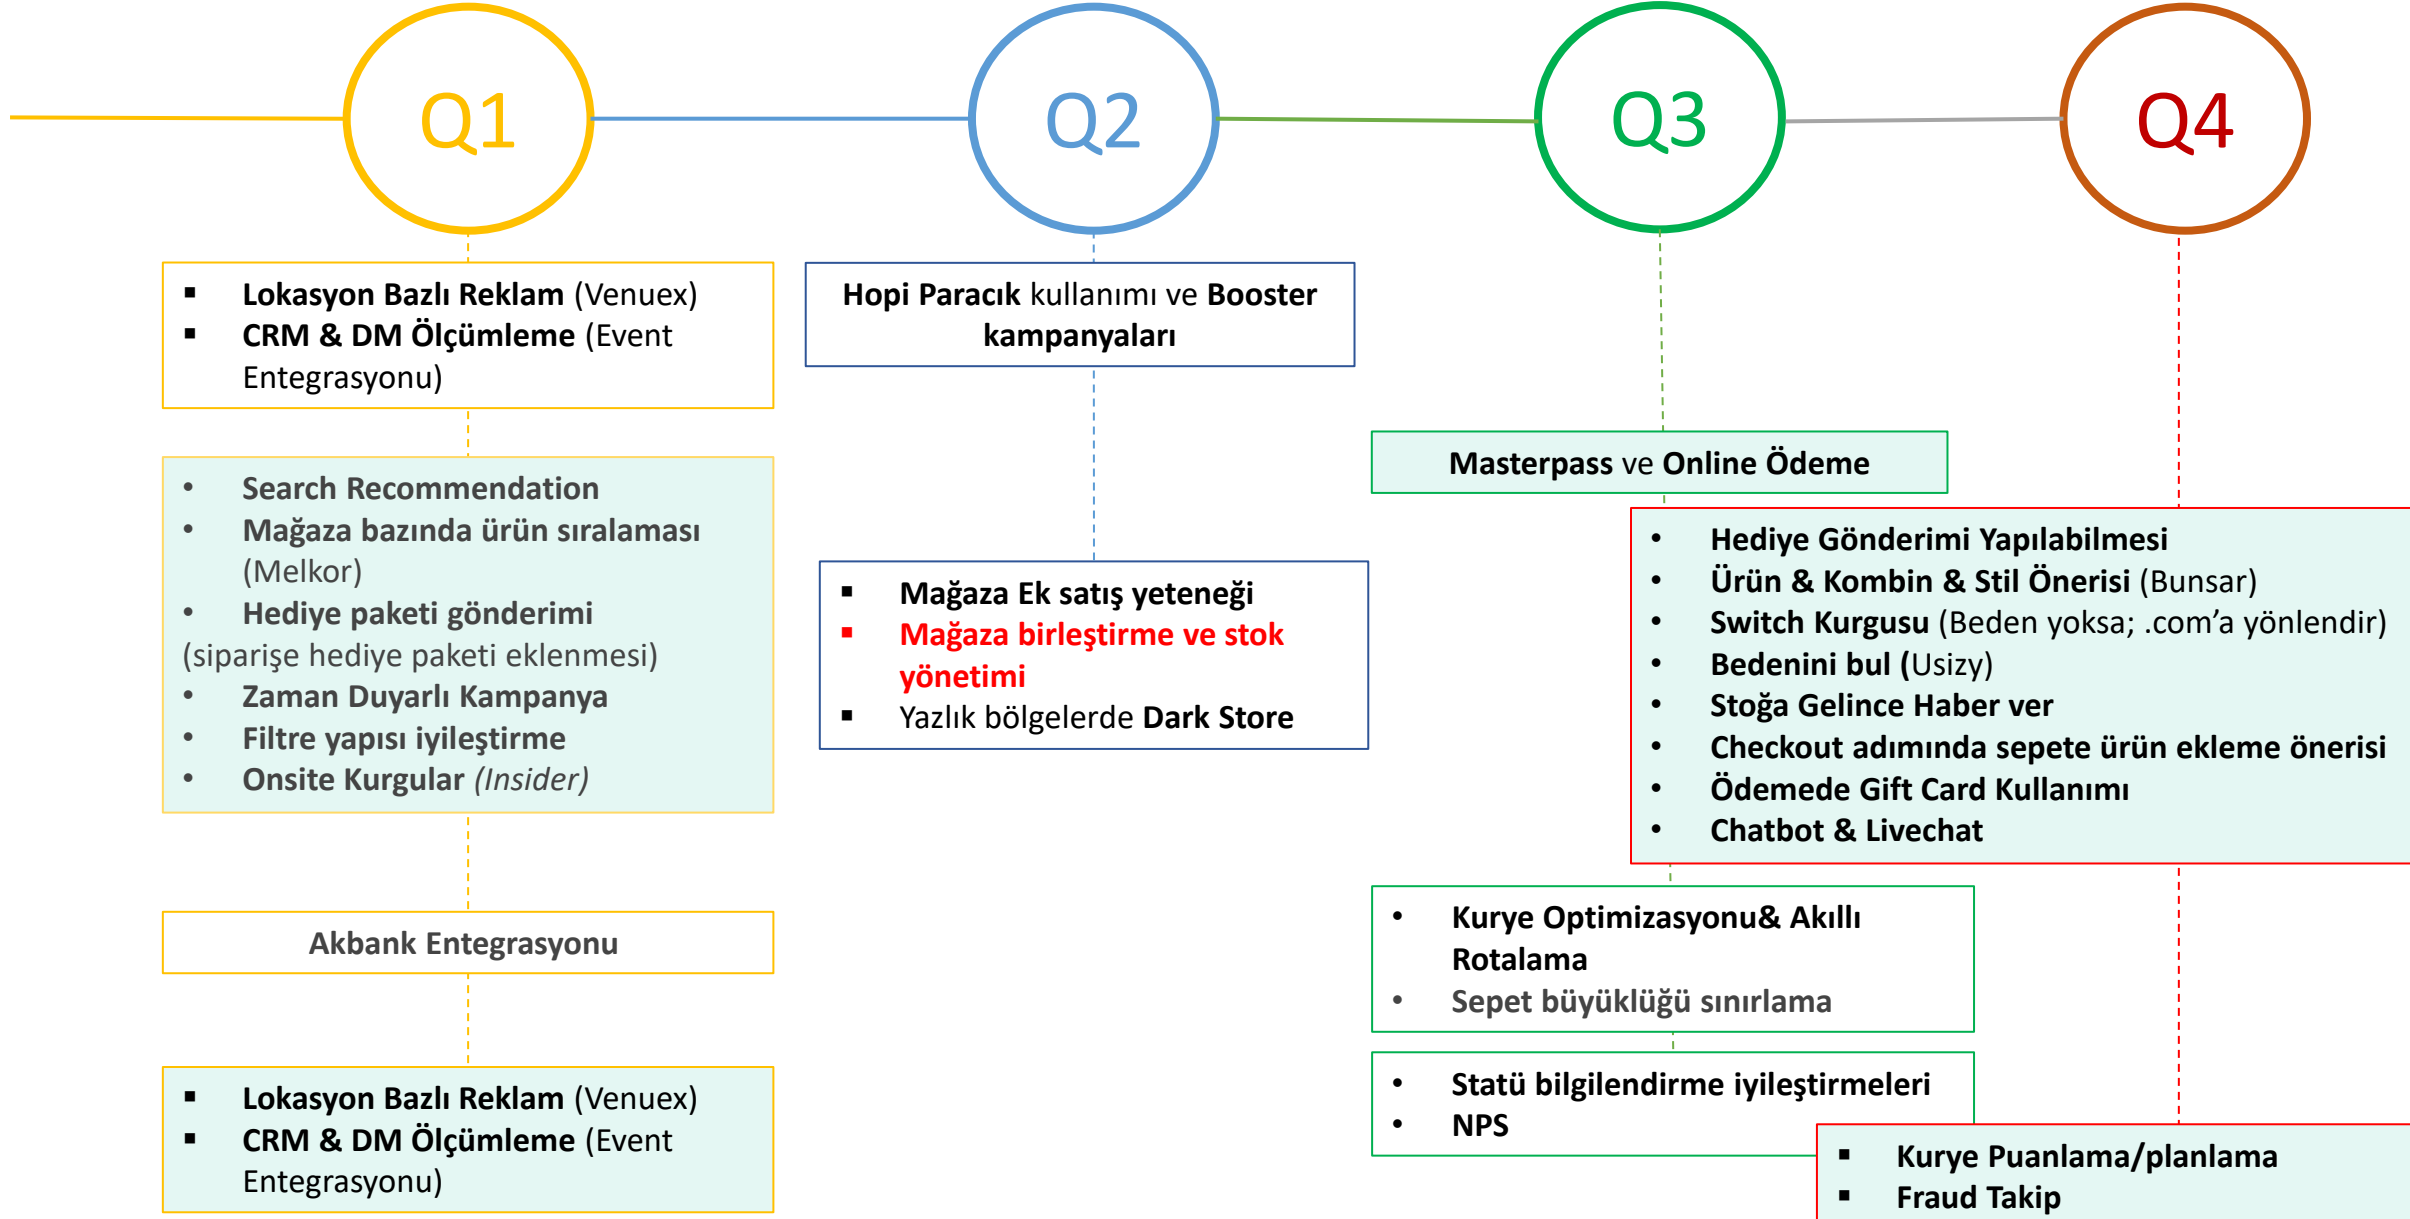 Q1
Q2
Q3
Q4
▪ Lokasyon Bazlı Reklam (Venuex)
▪ CRM & DM Ölçümleme (Event
Entegrasyonu)
• Search Recommendation
• Mağaza bazında ürün sıralaması
(Melkor)
• Hediye paketi gönderimi
(siparişe hediye paketi eklenmesi)
• Zaman Duyarlı Kampanya
• Filtre yapısı iyileştirme
• Onsite Kurgular (Insider)
Akbank Entegrasyonu
▪ Lokasyon Bazlı Reklam (Venuex)
▪ CRM & DM Ölçümleme (Event
Entegrasyonu)
Hopi Paracık kullanımı ve Booster
kampanyaları
▪ Mağaza Ek satış yeteneği
▪ Mağaza birleştirme ve stok
yönetimi
▪ Yazlık bölgelerde Dark Store
Masterpass ve Online Ödeme
• Kurye Optimizasyonu& Akıllı
Rotalama
• Sepet büyüklüğü sınırlama
• Statü bilgilendirme iyileştirmeleri
• NPS
• Hediye Gönderimi Yapılabilmesi
• Ürün & Kombin & Stil Önerisi (Bunsar)
• Switch Kurgusu (Beden yoksa; .com’a yönlendir)
• Bedenini bul (Usizy)
• Stoğa Gelince Haber ver
• Checkout adımında sepete ürün ekleme önerisi
• Ödemede Gift Card Kullanımı
• Chatbot & Livechat
▪ Kurye Puanlama/planlama
▪ Fraud Takip